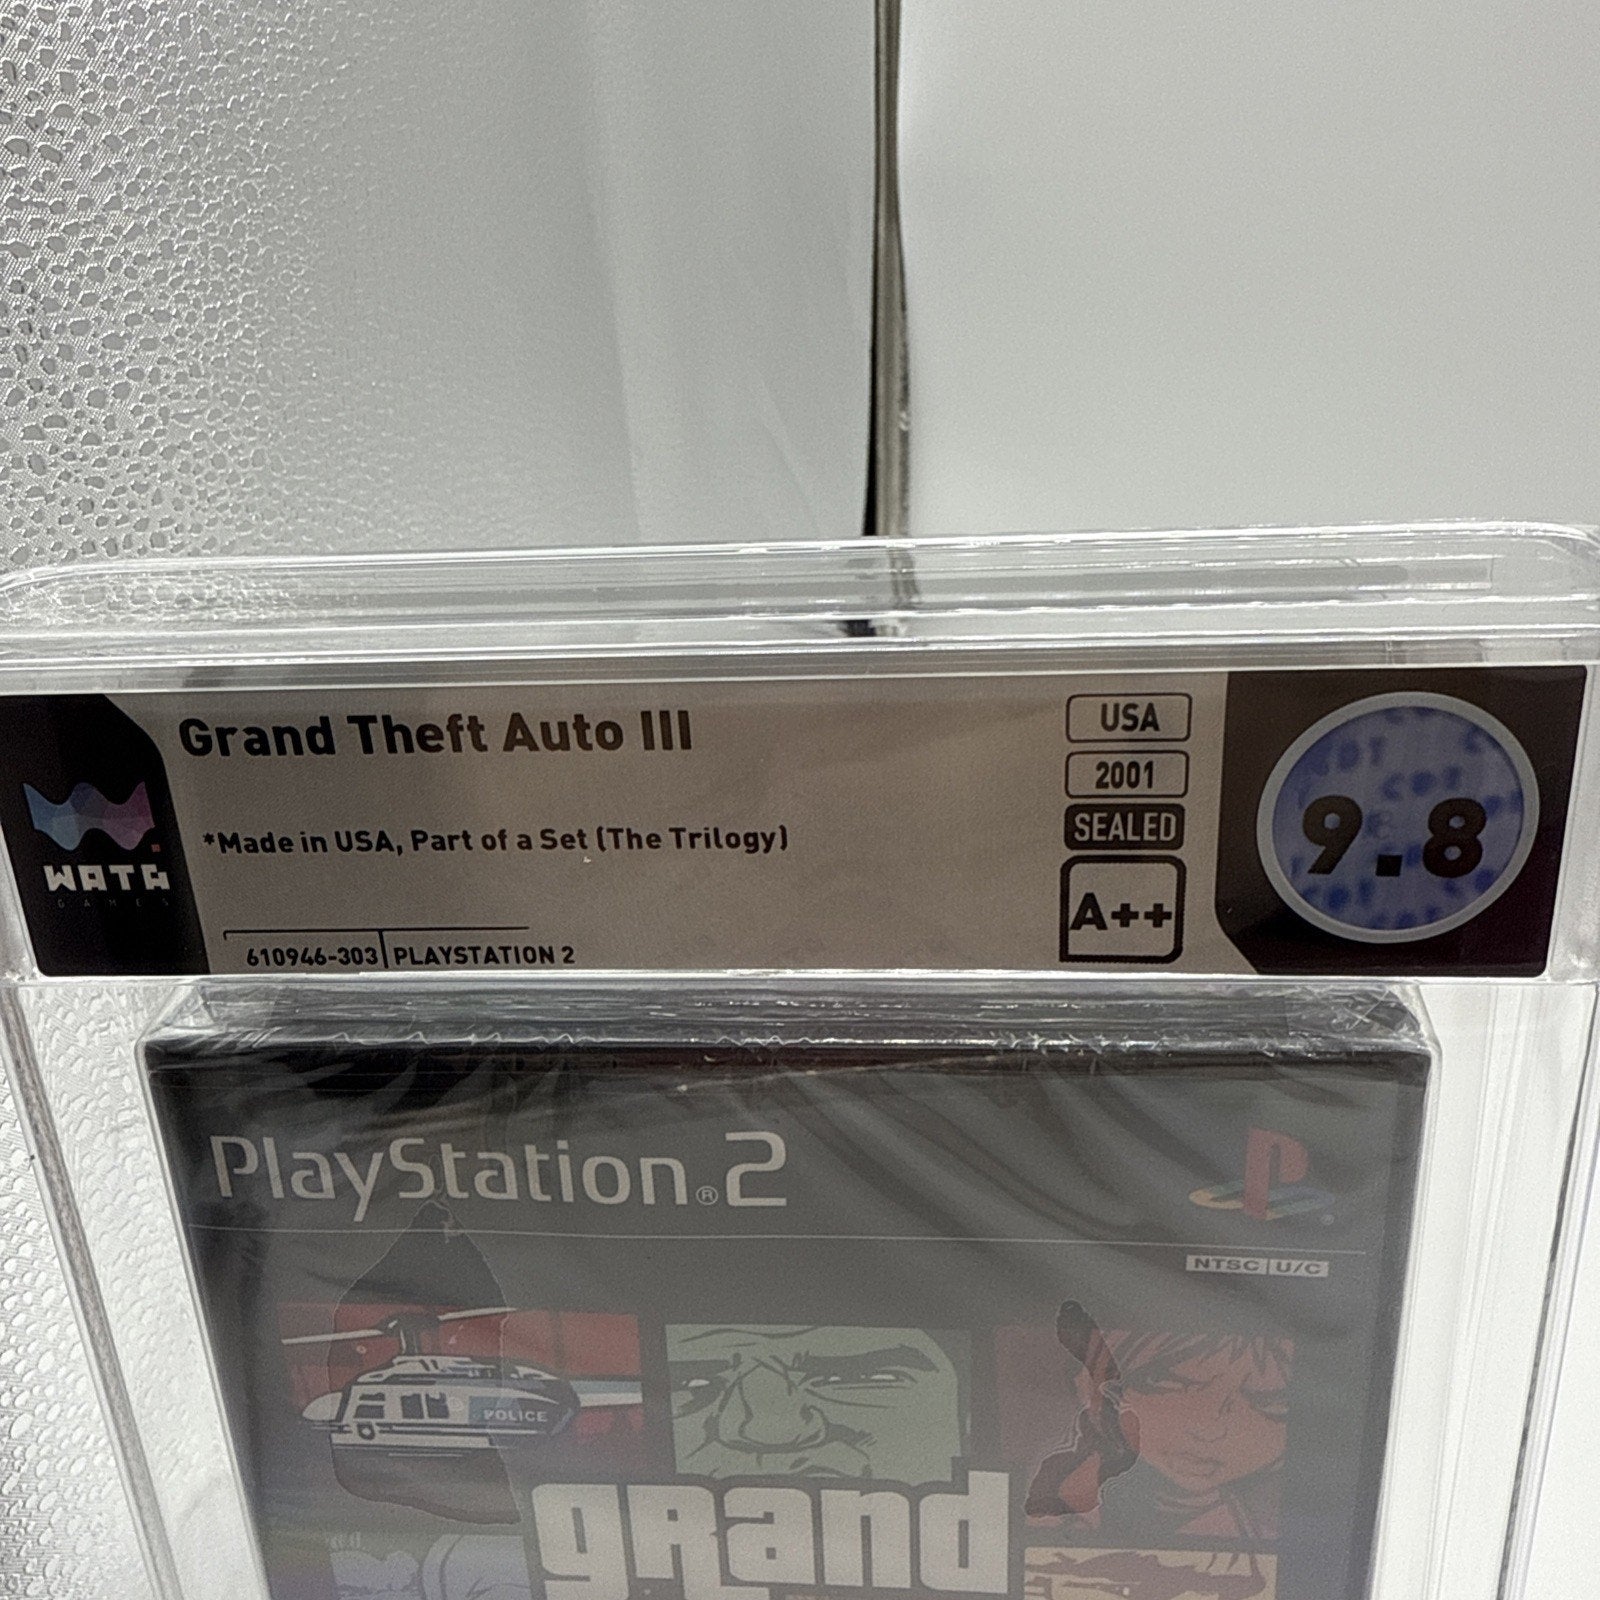 Grand Theft Auto III
*Made in USA, Part of a Set (The Trilogy)
610946-303 PLAYSTATION 2
WATA
GAMES
USA
2001
SEALED
A++
9.8
PlayStation®2
NTSC U/C
POLICE
grand